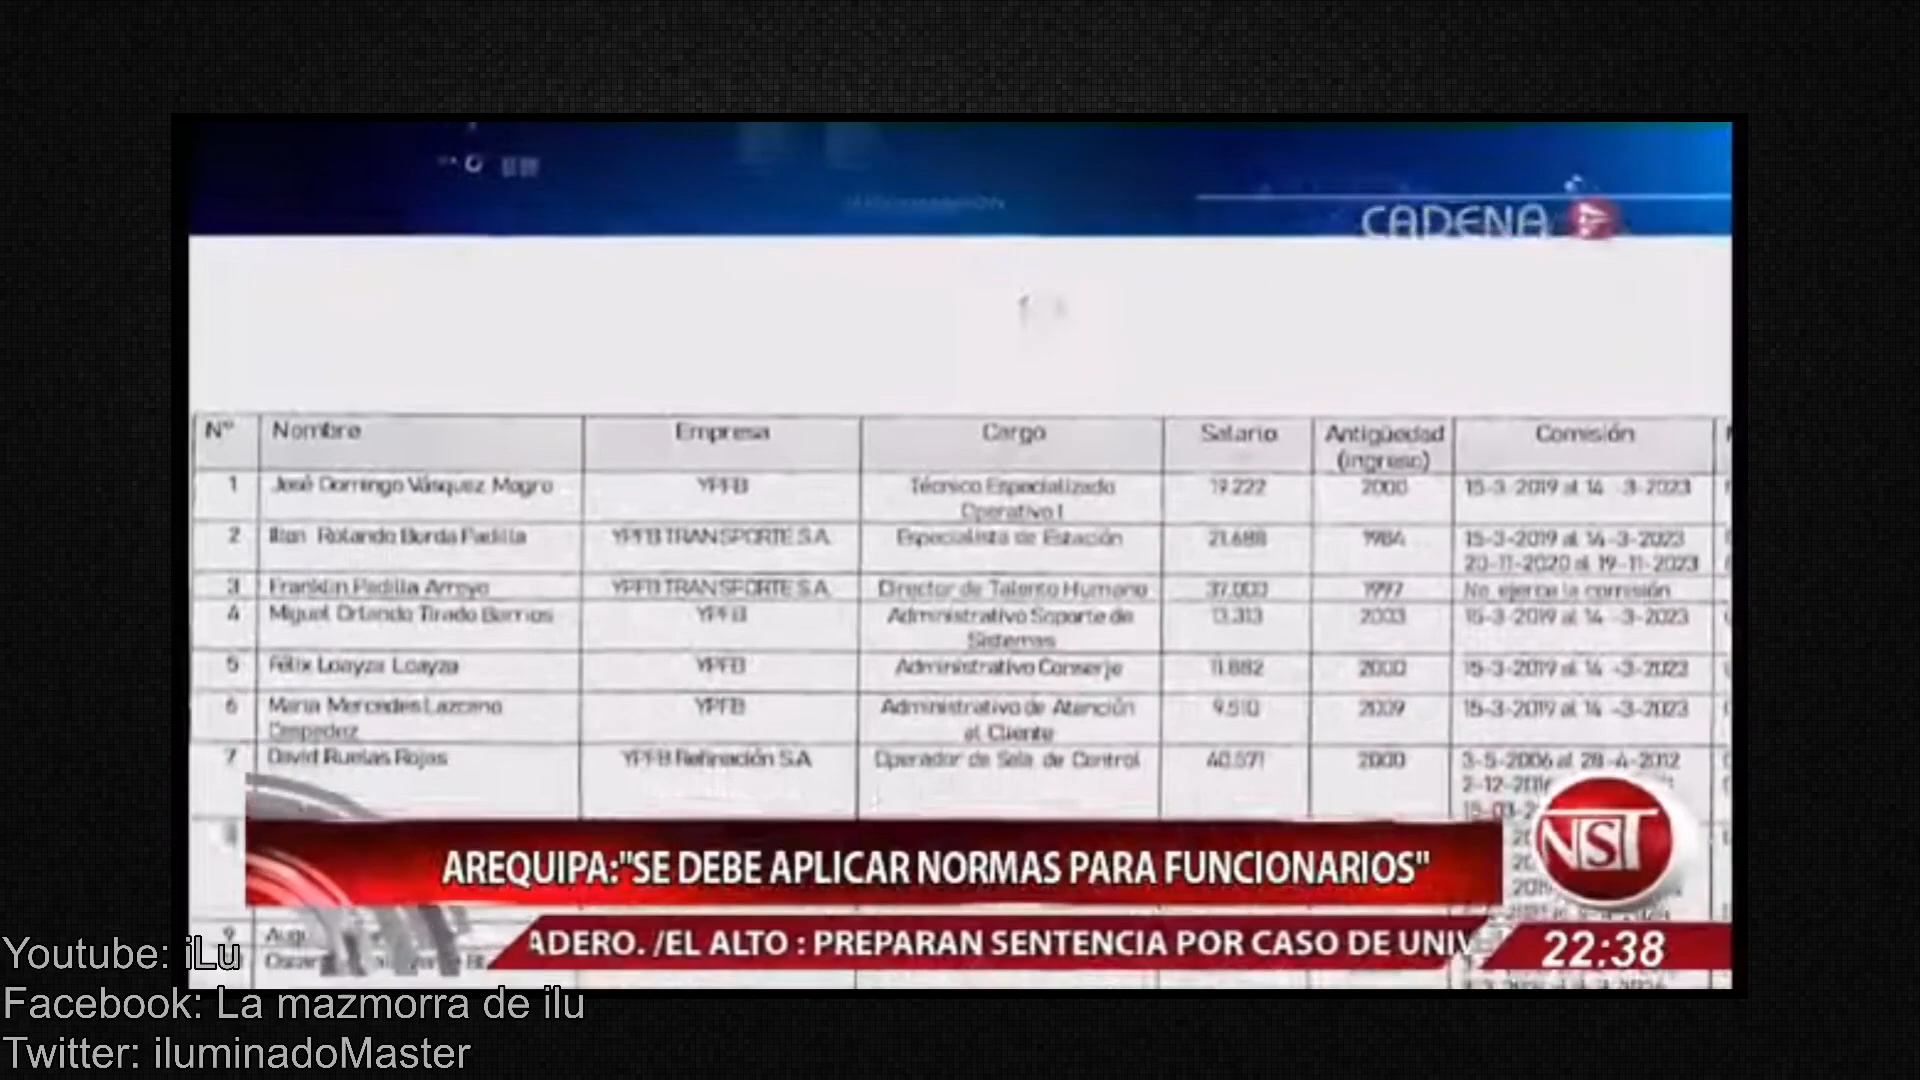 CADENA
Nº Nombre Empresa Cargo Salario Antigüedad Comisión
(ingreso)
1 José Domingo Vásquez Mogro YPFB Técnico Especializado 19.222 2000 15-3-2019 al 14-3-2023
Operativo I
2 Rolando Borda Padilla YPFB TRANSPORTE S.A. Especialista de Estación 21.688 1984 15-3-2019 al 14-3-2023
20-11-2020 al 19-11-2023
3 Franklin Padilla Arroyo YPFB TRANSPORTE S.A. Director de Talento Humano 37.000 1997 No ejerce la comisión
4 Miguel Orlando Tirado Barrios YPFB Administrativo Soporte de 13.313 2003 15-3-2019 al 14-3-2023
Sistemas
5 Félix Loayza Loayza YPFB Administrativo Conserje 11.882 2000 15-3-2019 al 14-3-2023
6 María Mercedes Lazcano YPFB Administrativo de Atención 9.510 2009 15-3-2019 al 14-3-2023
al Cliente
7 David Ruelas Rojas YPFB Refinación S.A. Operador de Sala de Control 40.571 2000 3-5-2006 al 28-4-2012
NST
AREQUIPA:"SE DEBE APLICAR NORMAS PARA FUNCIONARIOS"
9
ADERO. /EL ALTO : PREPARAN SENTENCIA POR CASO DE UNIV
22:38
Youtube: iLu
Facebook: La mazmorra de ilu
Twitter: iluminadoMaster